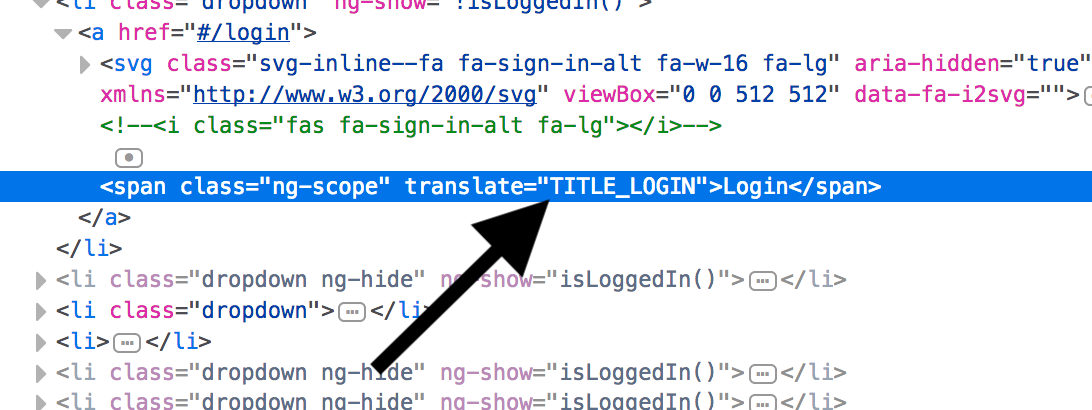 <li class="dropdown" ng-show="!isLoggedIn()">
<a href="#/login">
<svg class="svg-inline--fa fa-sign-in-alt fa-w-16 fa-lg" aria-hidden="true"
xmlns="http://www.w3.org/2000/svg" viewBox="0 0 512 512" data-fa-i2svg="">
<!--<i class="fas fa-sign-in-alt fa-lg"></i>-->
<span class="ng-scope" translate="TITLE_LOGIN">Login</span>
</a>
</li>
<li class="dropdown ng-hide" ng-show="isLoggedIn()"></li>
<li class="dropdown"></li>
<li></li>
<li class="dropdown ng-hide" ng-show="isLoggedIn()"></li>
<li class="dropdown ng-hide" ng-show="isLoggedIn()"></li>